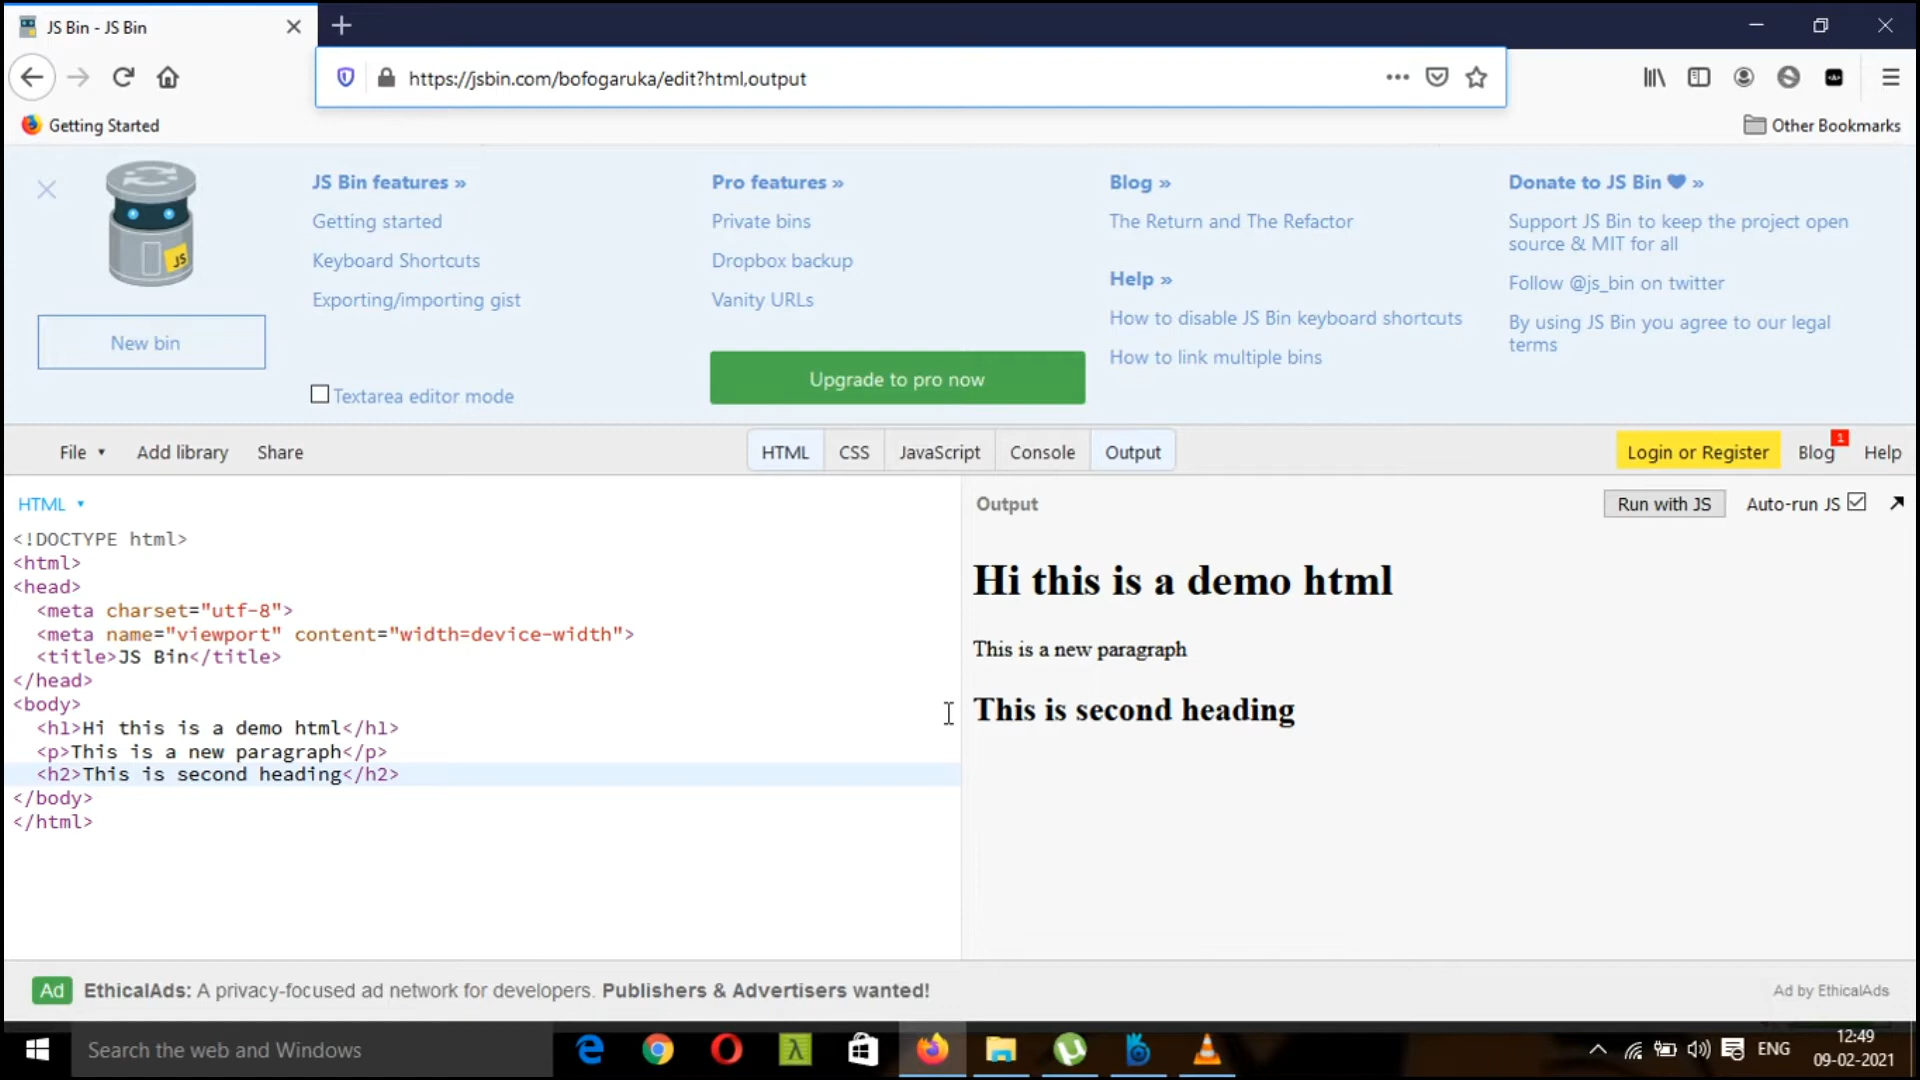 JS Bin - JS Bin
https://jsbin.com/bofogaruka/edit?html,output
Getting Started
Other Bookmarks
JS Bin features »
Getting started
Keyboard Shortcuts
Exporting/importing gist
Pro features »
Private bins
Dropbox backup
Vanity URLs
Blog »
The Return and The Refactor
Help »
How to disable JS Bin keyboard shortcuts
How to link multiple bins
Donate to JS Bin ♥ »
Support JS Bin to keep the project open
source & MIT for all
Follow @js_bin on twitter
By using JS Bin you agree to our legal
terms
JS
New bin
Textarea editor mode
Upgrade to pro now
File Add library Share HTML CSS JavaScript Console Output Login or Register Blog 1 Help
HTML
<!DOCTYPE html>
<html>
<head>
  <meta charset="utf-8">
  <meta name="viewport" content="width=device-width">
  <title>JS Bin</title>
</head>
<body>
  <h1>Hi this is a demo html</h1>
  <p>This is a new paragraph</p>
  <h2>This is second heading</h2>
</body>
</html>
Output Run with JS Auto-run JS
Hi this is a demo html
This is a new paragraph
This is second heading
Ad EthicalAds: A privacy-focused ad network for developers. Publishers & Advertisers wanted! Ad by EthicalAds
Search the web and Windows
ENG
12:49
09-02-2021